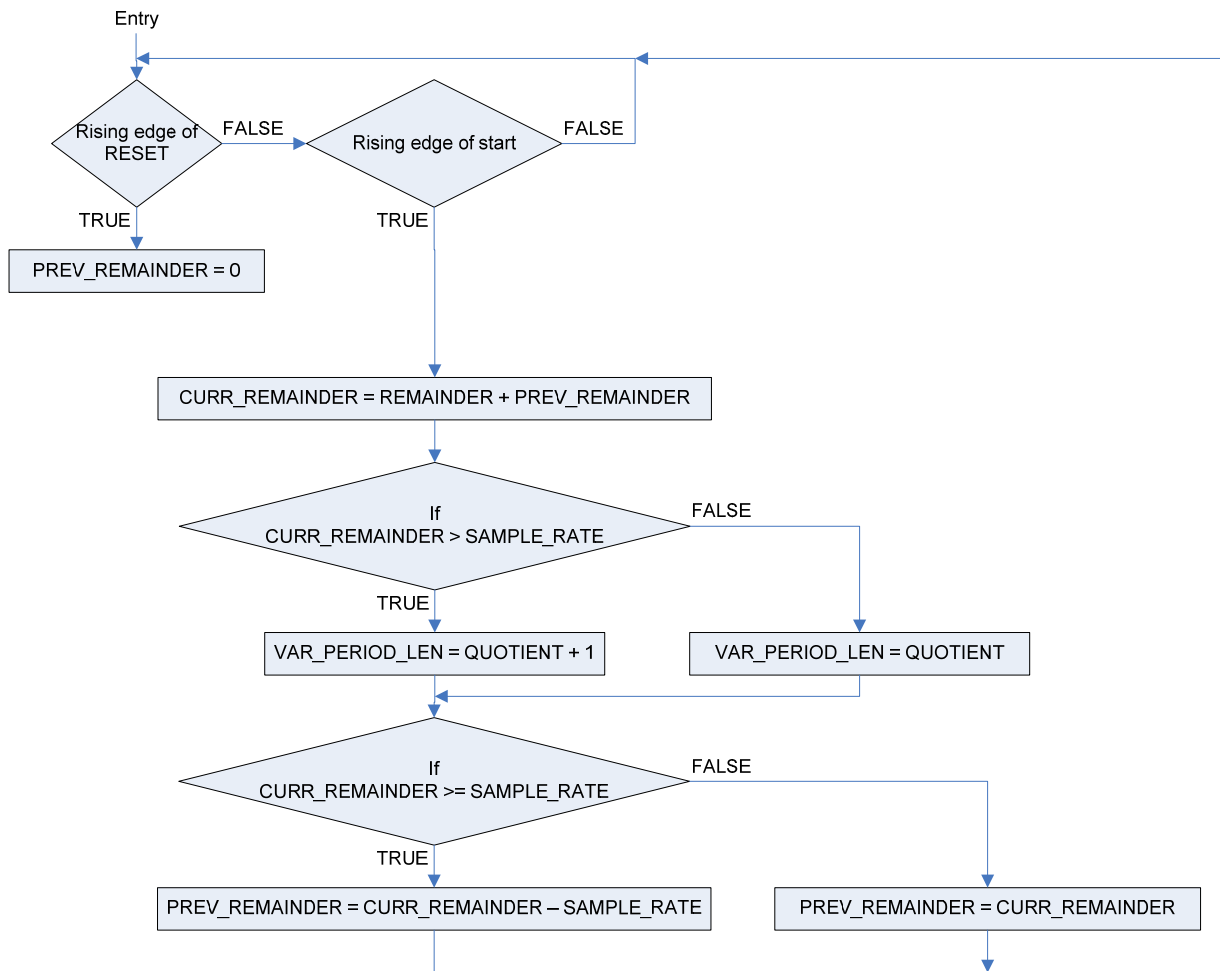 Entry
Rising edge of
RESET
FALSE
Rising edge of start
FALSE
TRUE
TRUE
PREV_REMAINDER = 0
CURR_REMAINDER = REMAINDER + PREV_REMAINDER
If
CURR_REMAINDER > SAMPLE_RATE
FALSE
TRUE
VAR_PERIOD_LEN = QUOTIENT + 1
VAR_PERIOD_LEN = QUOTIENT
If
CURR_REMAINDER >= SAMPLE_RATE
FALSE
TRUE
PREV_REMAINDER = CURR_REMAINDER – SAMPLE_RATE
PREV_REMAINDER = CURR_REMAINDER